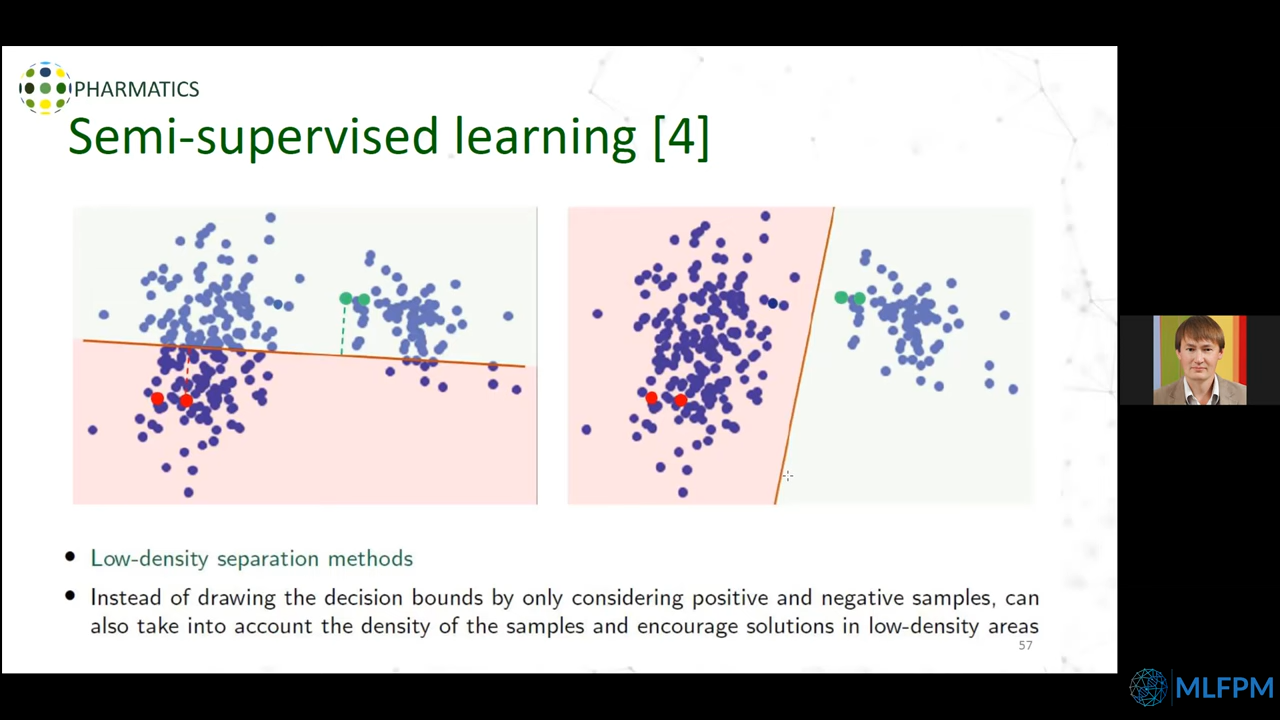 PHARMATICS
Semi-supervised learning [4]
Low-density separation methods
Instead of drawing the decision bounds by only considering positive and negative samples, can
also take into account the density of the samples and encourage solutions in low-density areas
57
MLFPM